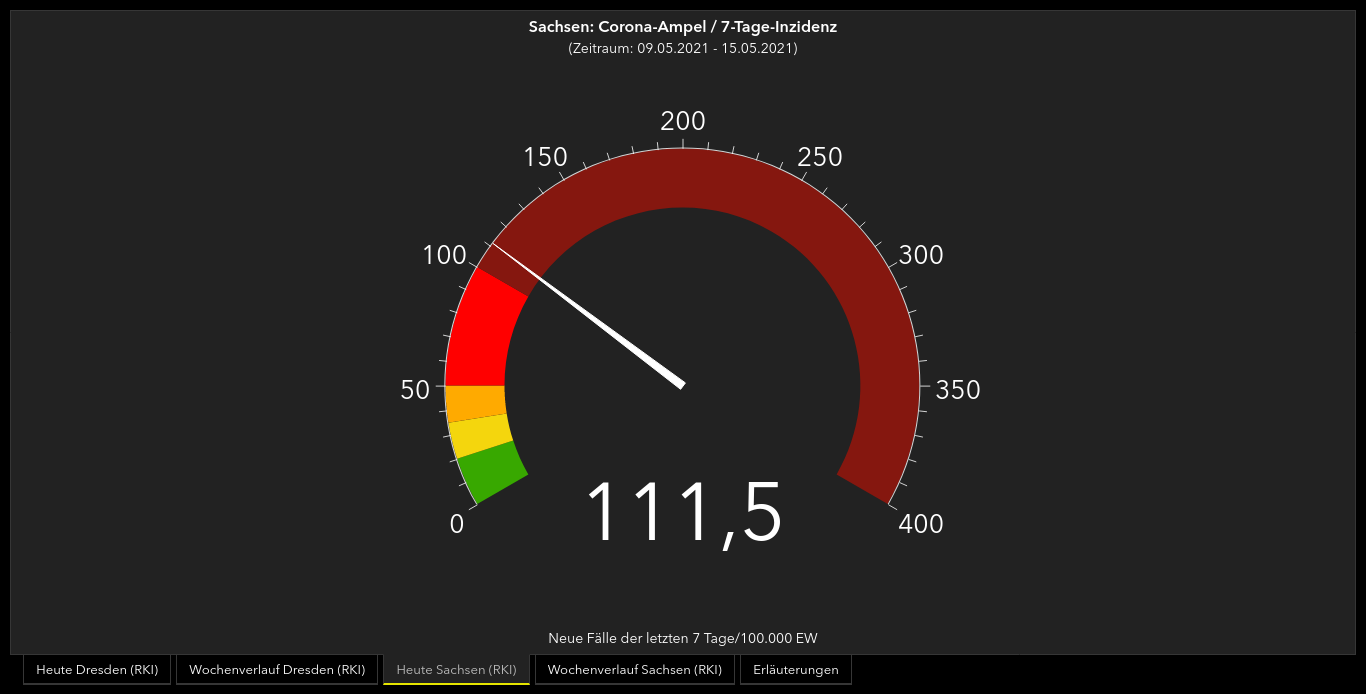 Sachsen: Corona-Ampel / 7-Tage-Inzidenz
(Zeitraum: 09.05.2021 - 15.05.2021)
200
150
250
100
300
50
350
0
400
111,5
Neue Fälle der letzten 7 Tage/100.000 EW
Heute Dresden (RKI)
Wochenverlauf Dresden (RKI)
Heute Sachsen (RKI)
Wochenverlauf Sachsen (RKI)
Erläuterungen